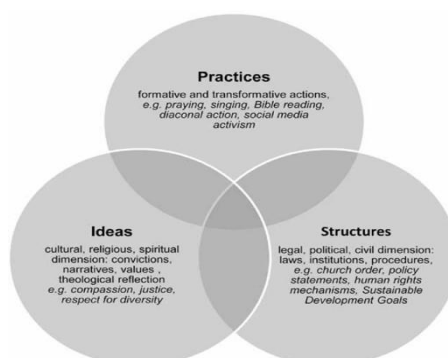 Practices
formative and transformative actions,
e.g. praying, singing, Bible reading,
diaconal action, social media
activism
Ideas
cultural, religious, spiritual
dimension: convictions,
narratives, values ,
theological reflection
e.g. compassion, justice,
respect for diversity
Structures
legal, political, civil dimension:
laws, institutions, procedures,
e.g. church order, policy
statements, human rights
mechanisms, Sustainable
Development Goals